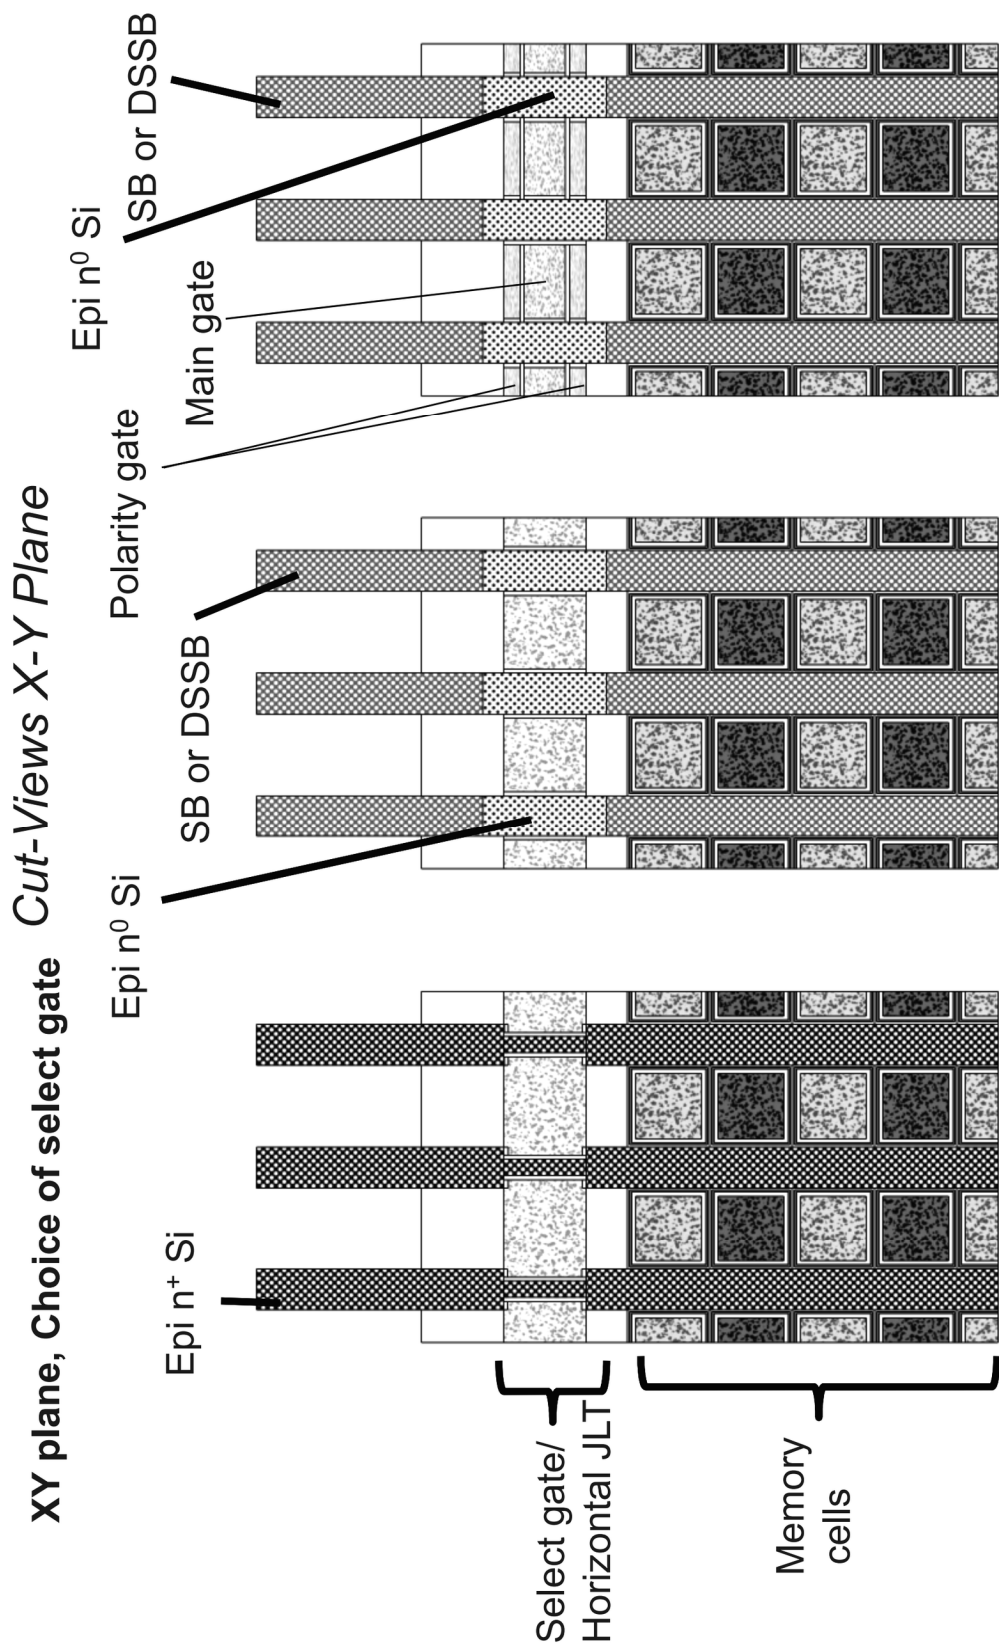 XY plane, Choice of select gate
Cut-Views X-Y Plane
Epi n⁺ Si
Epi n⁰ Si
SB or DSSB
Polarity gate
Main gate
Epi n⁰ Si
SB or DSSB
Select gate/
Horizontal JLT
Memory
cells